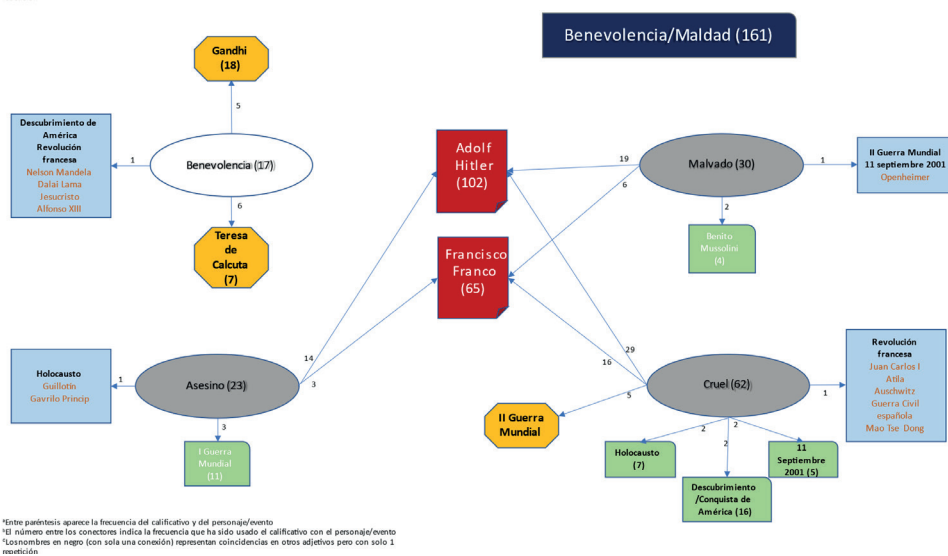 Benevolencia/Maldad (161)
Gandhi
(18)
5
Descubrimiento de
América
Revolución
francesa
Nelson Mandela
Dalai Lama
Jesucristo
Alfonso XIII
1
Benevolencia (17)
6
Teresa
de
Calcuta
(7)
Adolf
Hitler
(102)
Francisco
Franco
(65)
19
6
Malvado (30)
1
II Guerra Mundial
11 septiembre 2001
Openheimer
2
Benito
Mussolini
(4)
14
3
Holocausto
Guillotin
Gavrilo Princip
1
Asesino (23)
3
I Guerra
Mundial
(11)
29
16
5
Cruel (62)
1
Revolución
francesa
Juan Carlos I
Atila
Auschwitz
Guerra Civil
española
Mao Tse Dong
II Guerra
Mundial
2
2
2
Holocausto
(7)
Descubrimiento
/Conquista de
América (16)
11
Septiembre
2001 (5)
ᵃEntre paréntesis aparece la frecuencia del calificativo y del personaje/evento
ᵇEl número entre los conectores indica la frecuencia que ha sido usado el calificativo con el personaje/evento
ᶜLosnombres en negro (con sola una conexión) representan coincidencias en otros adjetivos pero con solo 1
repetición